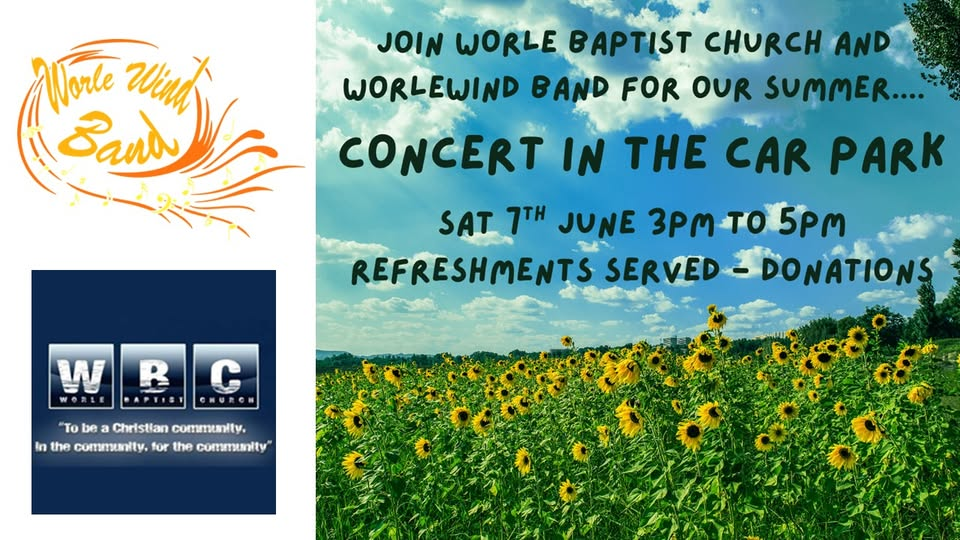 Worle Wind
Band
W B C
WORLE BAPTIST CHURCH
"To be a Christian community,
in the community, for the community"
JOIN WORLE BAPTIST CHURCH AND
WORLEWIND BAND FOR OUR SUMMER....
CONCERT IN THE CAR PARK
SAT 7TH JUNE 3PM TO 5PM
REFRESHMENTS SERVED - DONATIONS